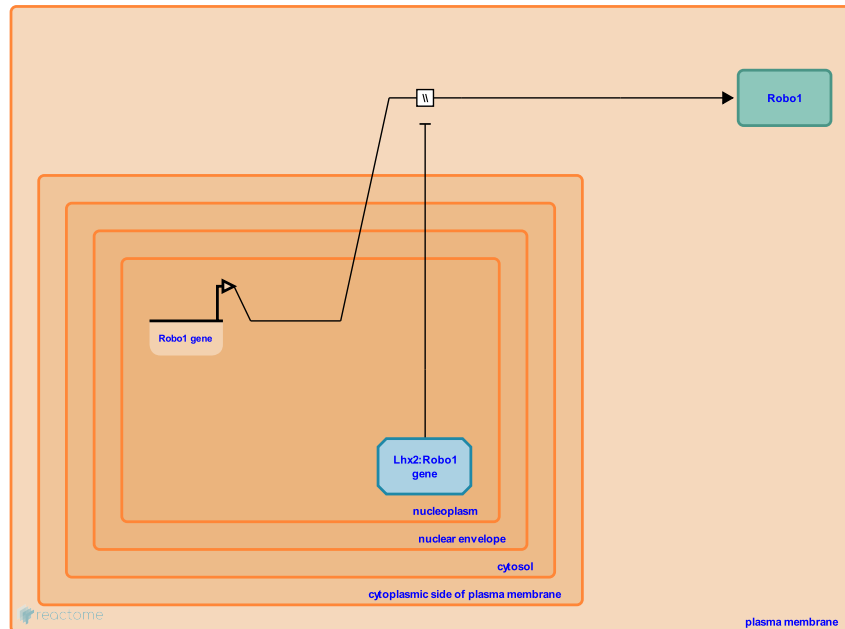 \\
Robo1
Robo1 gene
Lhx2:Robo1
gene
nucleoplasm
nuclear envelope
cytosol
cytoplasmic side of plasma membrane
reactome
plasma membrane